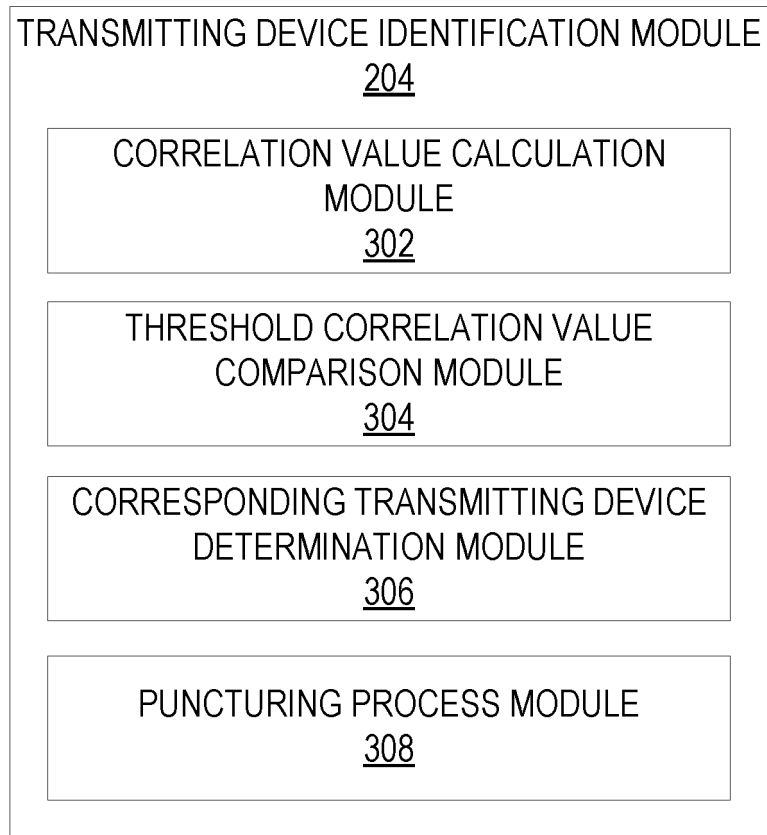 TRANSMITTING DEVICE IDENTIFICATION MODULE
204
CORRELATION VALUE CALCULATION
MODULE
302
THRESHOLD CORRELATION VALUE
COMPARISON MODULE
304
CORRESPONDING TRANSMITTING DEVICE
DETERMINATION MODULE
306
PUNCTURING PROCESS MODULE
308